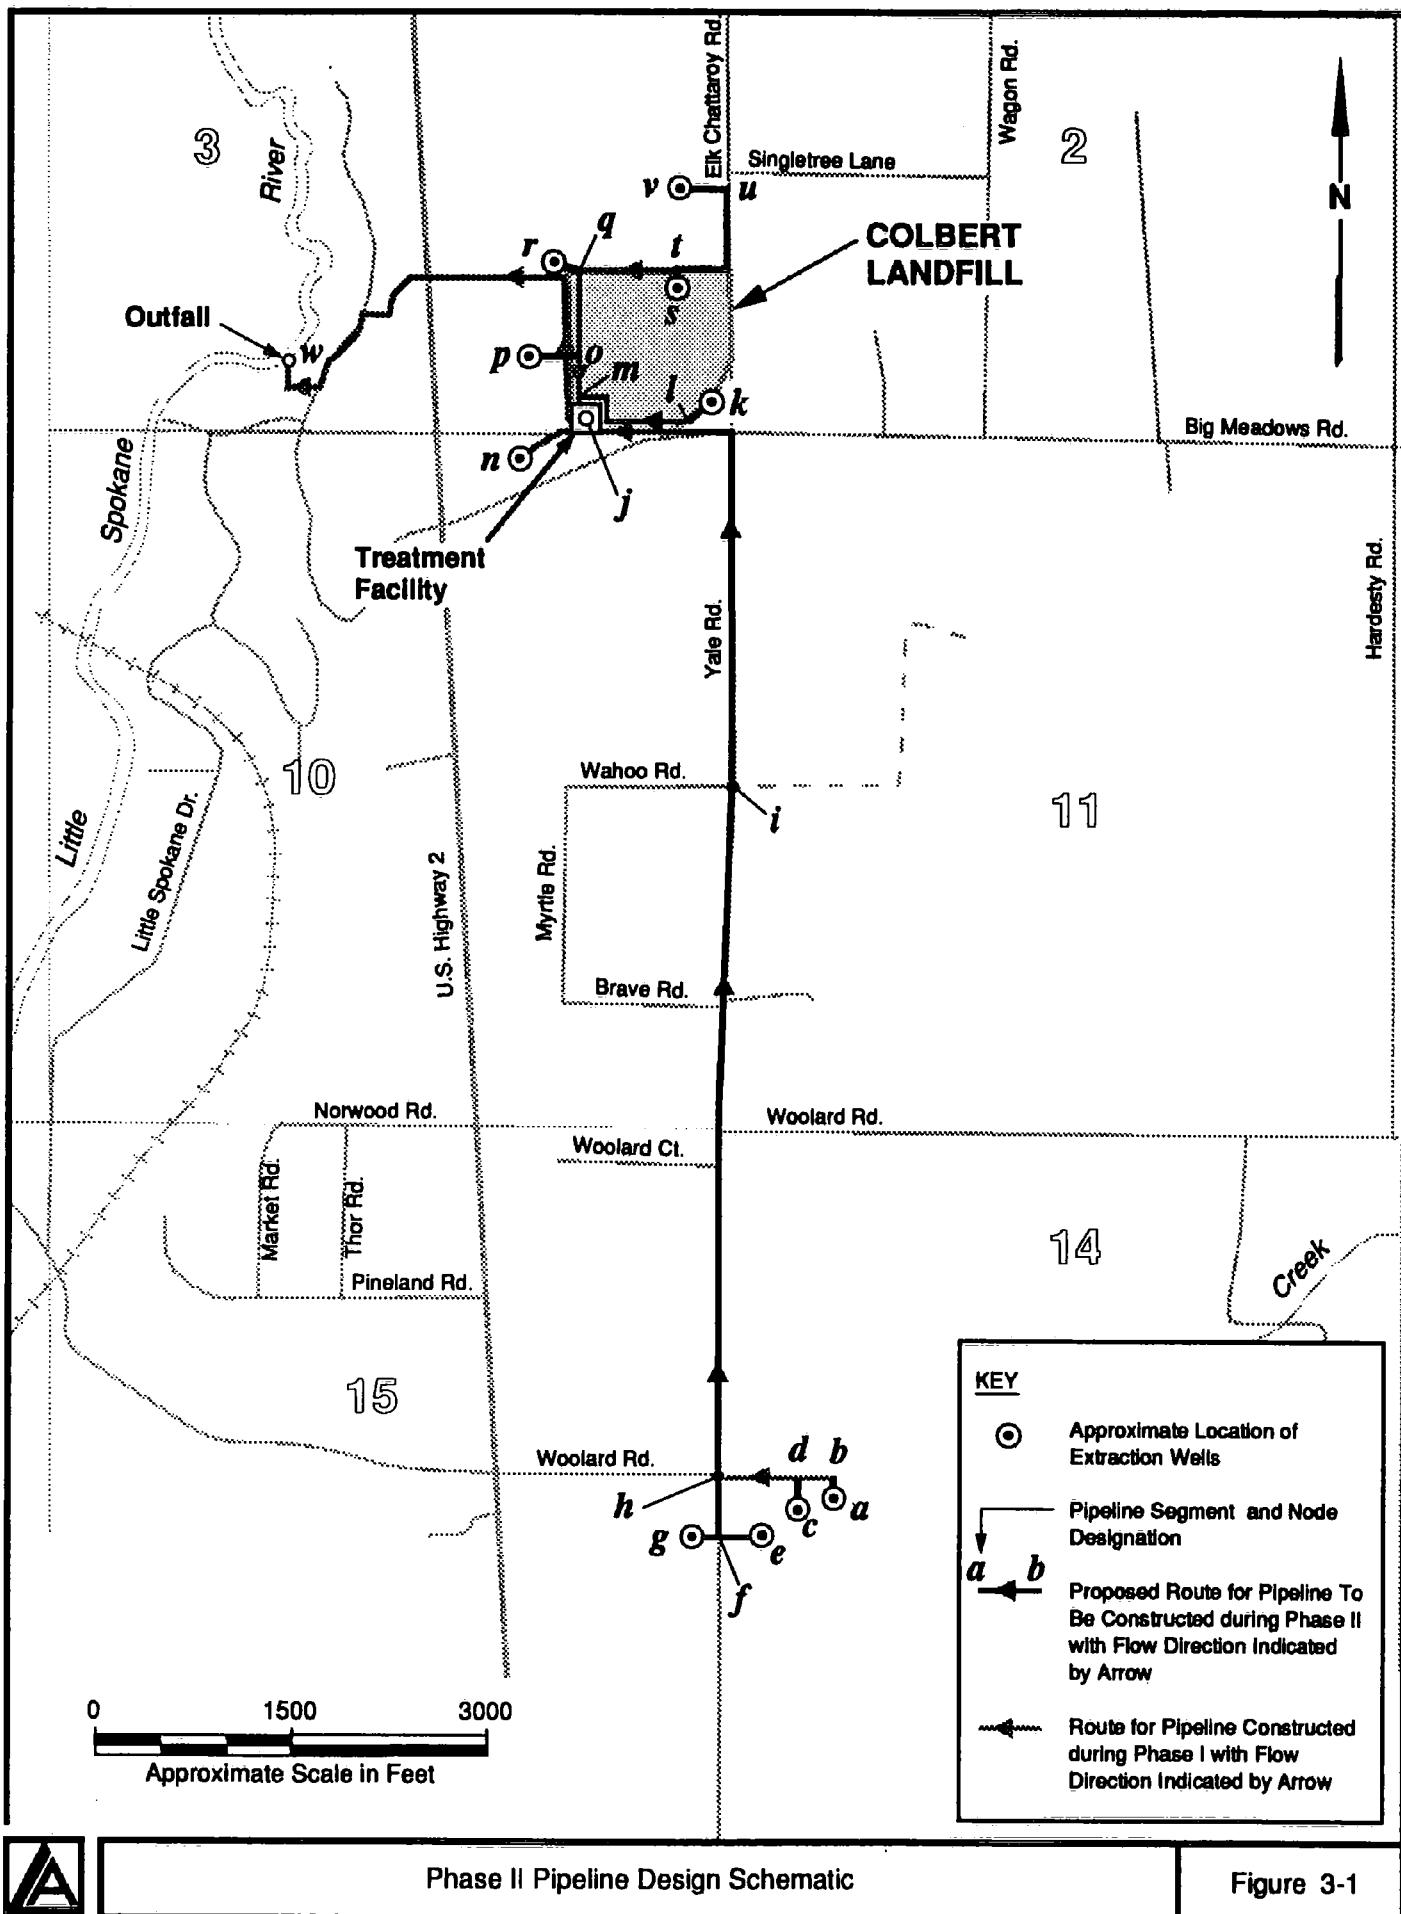 Elk Chattaroy Rd.
Wagon Rd.
3
2
River
Singletree Lane
N
v
u
q
COLBERT
LANDFILL
r
t
s
Outfall
w
p
o
m
l
k
Big Meadows Rd.
n
j
Spokane
Treatment
Facility
Hardesty Rd.
Yale Rd.
10
Wahoo Rd.
i
11
Little
Little Spokane Dr.
U.S. Highway 2
Myrtle Rd.
Brave Rd.
Norwood Rd.
Woolard Rd.
Woolard Ct.
Market Rd.
Thor Rd.
14
Creek
Pineland Rd.
15
Woolard Rd.
d
b
h
c
a
g
e
f
KEY
Approximate Location of
Extraction Wells
Pipeline Segment and Node
Designation
a b
Proposed Route for Pipeline To
Be Constructed during Phase II
with Flow Direction Indicated
by Arrow
Route for Pipeline Constructed
during Phase I with Flow
Direction Indicated by Arrow
0 1500 3000
Approximate Scale in Feet
Phase II Pipeline Design Schematic
Figure 3-1